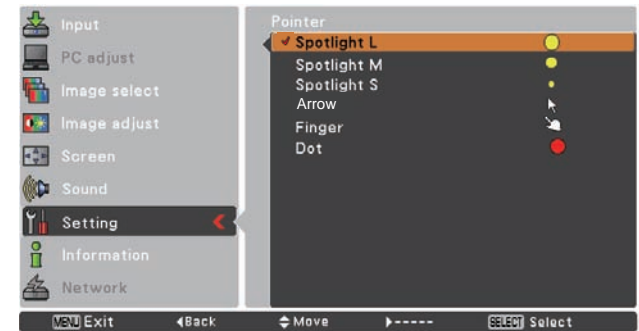 Input
PC adjust
Image select
Image adjust
Screen
Sound
Setting
Information
Network
Pointer
Spotlight L
Spotlight M
Spotlight S
Arrow
Finger
Dot
MENU Exit ◀Back Move ▶----- SELECT Select